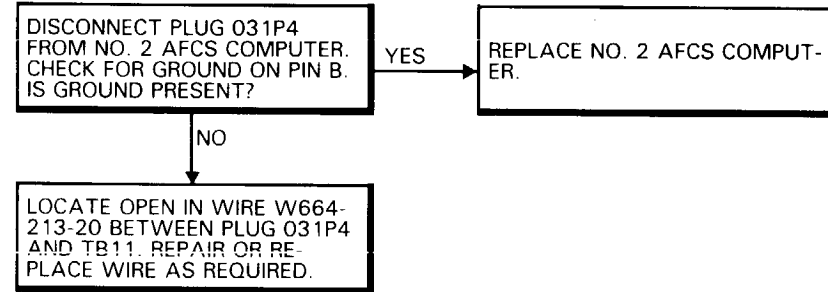 DISCONNECT PLUG 031P4
FROM NO. 2 AFCS COMPUTER.
CHECK FOR GROUND ON PIN B.
IS GROUND PRESENT?
YES
REPLACE NO. 2 AFCS COMPUT-
ER.
NO
LOCATE OPEN IN WIRE W664-
213-20 BETWEEN PLUG 031P4
AND TB11. REPAIR OR RE-
PLACE WIRE AS REQUIRED.